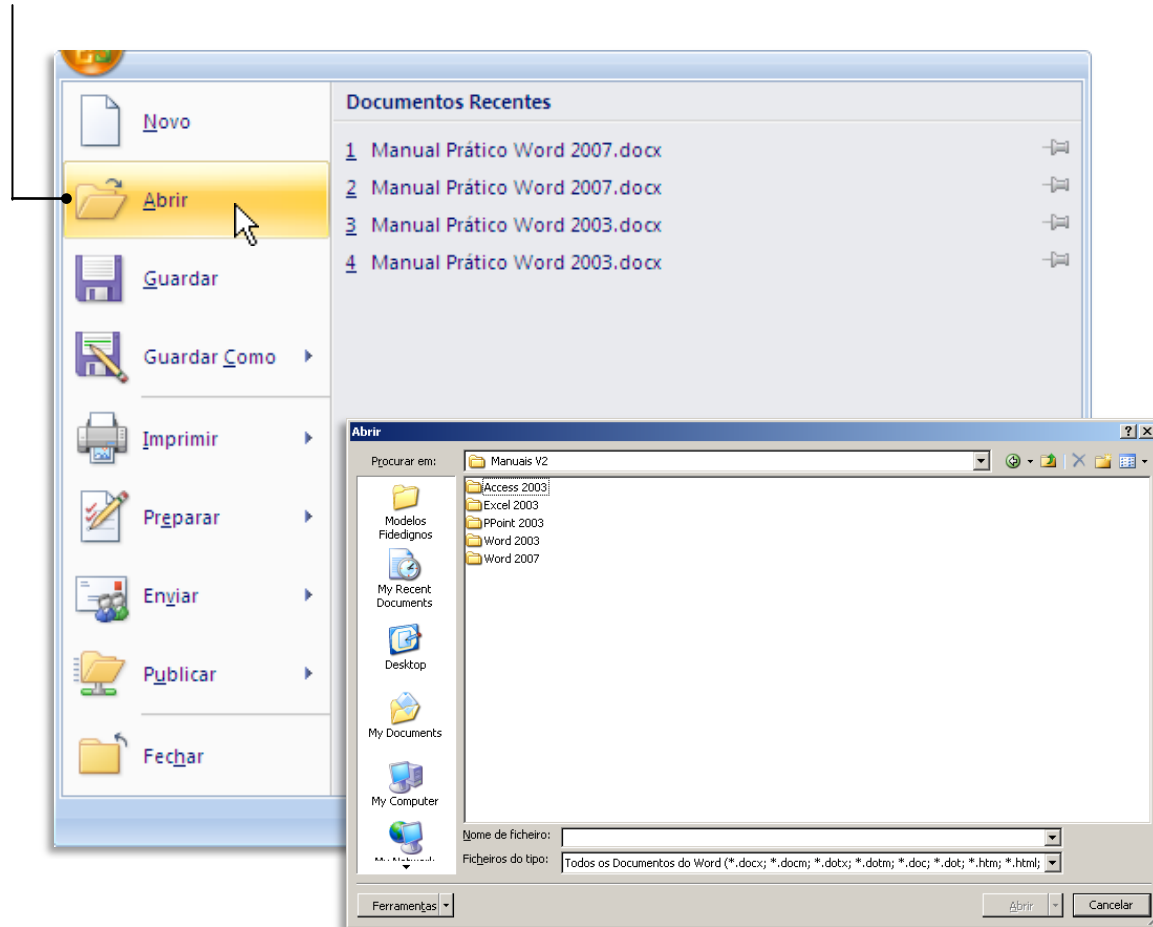 Novo
Abrir
Guardar
Guardar Como
Imprimir
Preparar
Enviar
Publicar
Fechar
Documentos Recentes
1 Manual Prático Word 2007.docx
2 Manual Prático Word 2007.docx
3 Manual Prático Word 2003.docx
4 Manual Prático Word 2003.docx
Abrir
Procurar em: Manuais V2
Modelos
Fidedignos
My Recent
Documents
Desktop
My Documents
My Computer
Access 2003
Excel 2003
PPoint 2003
Word 2003
Word 2007
Nome de ficheiro:
Ficheiros do tipo: Todos os Documentos do Word (*.docx; *.docm; *.dotx; *.dotm; *.doc; *.dot; *.htm; *.html;
Ferramentas
Abrir
Cancelar